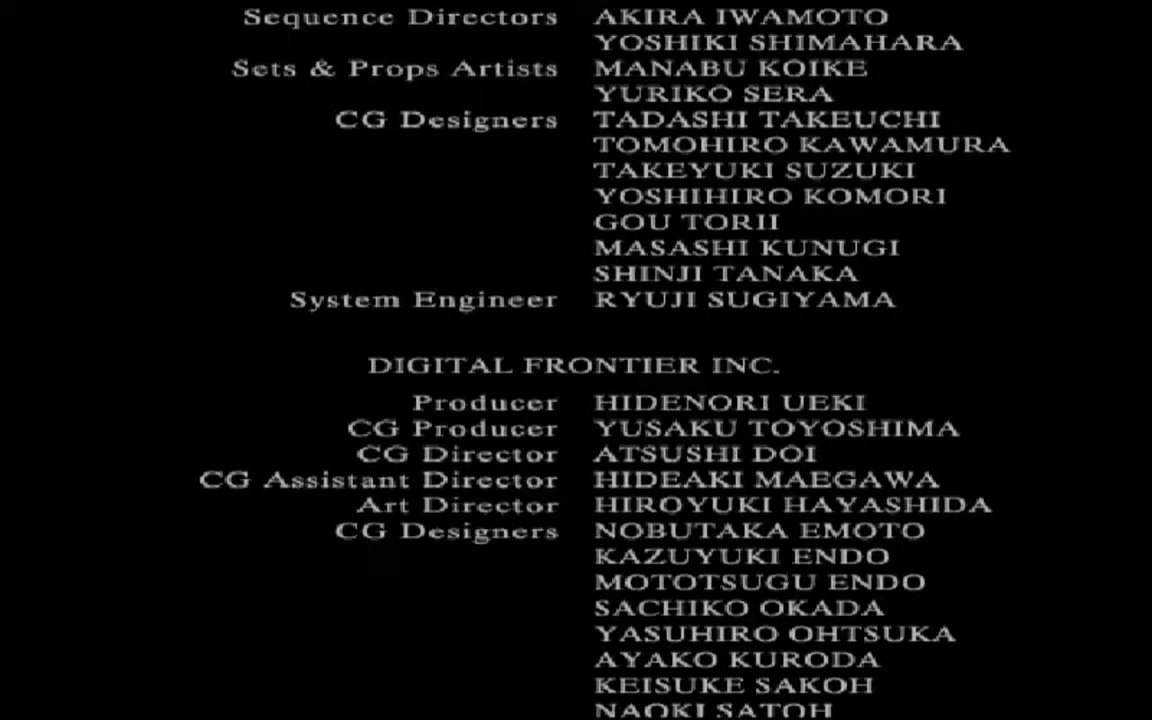 Sequence Directors AKIRA IWAMOTO
YOSHIKI SHIMAHARA
Sets & Props Artists MANABU KOIKE
YURIKO SERA
CG Designers TADASHI TAKEUCHI
TOMOHIRO KAWAMURA
TAKEYUKI SUZUKI
YOSHIHIRO KOMORI
GOU TORII
MASASHI KUNUGI
SHINJI TANAKA
System Engineer RYUJI SUGIYAMA
DIGITAL FRONTIER INC.
Producer HIDENORI UEKI
CG Producer YUSAKU TOYOSHIMA
CG Director ATSUSHI DOI
CG Assistant Director HIDEAKI MAEGAWA
Art Director HIROYUKI HAYASHIDA
CG Designers NOBUTAKA EMOTO
KAZUYUKI ENDO
MOTOTSUGU ENDO
SACHIKO OKADA
YASUHIRO OHTSUKA
AYAKO KURODA
KEISUKE SAKOH
NAOKI SATOH